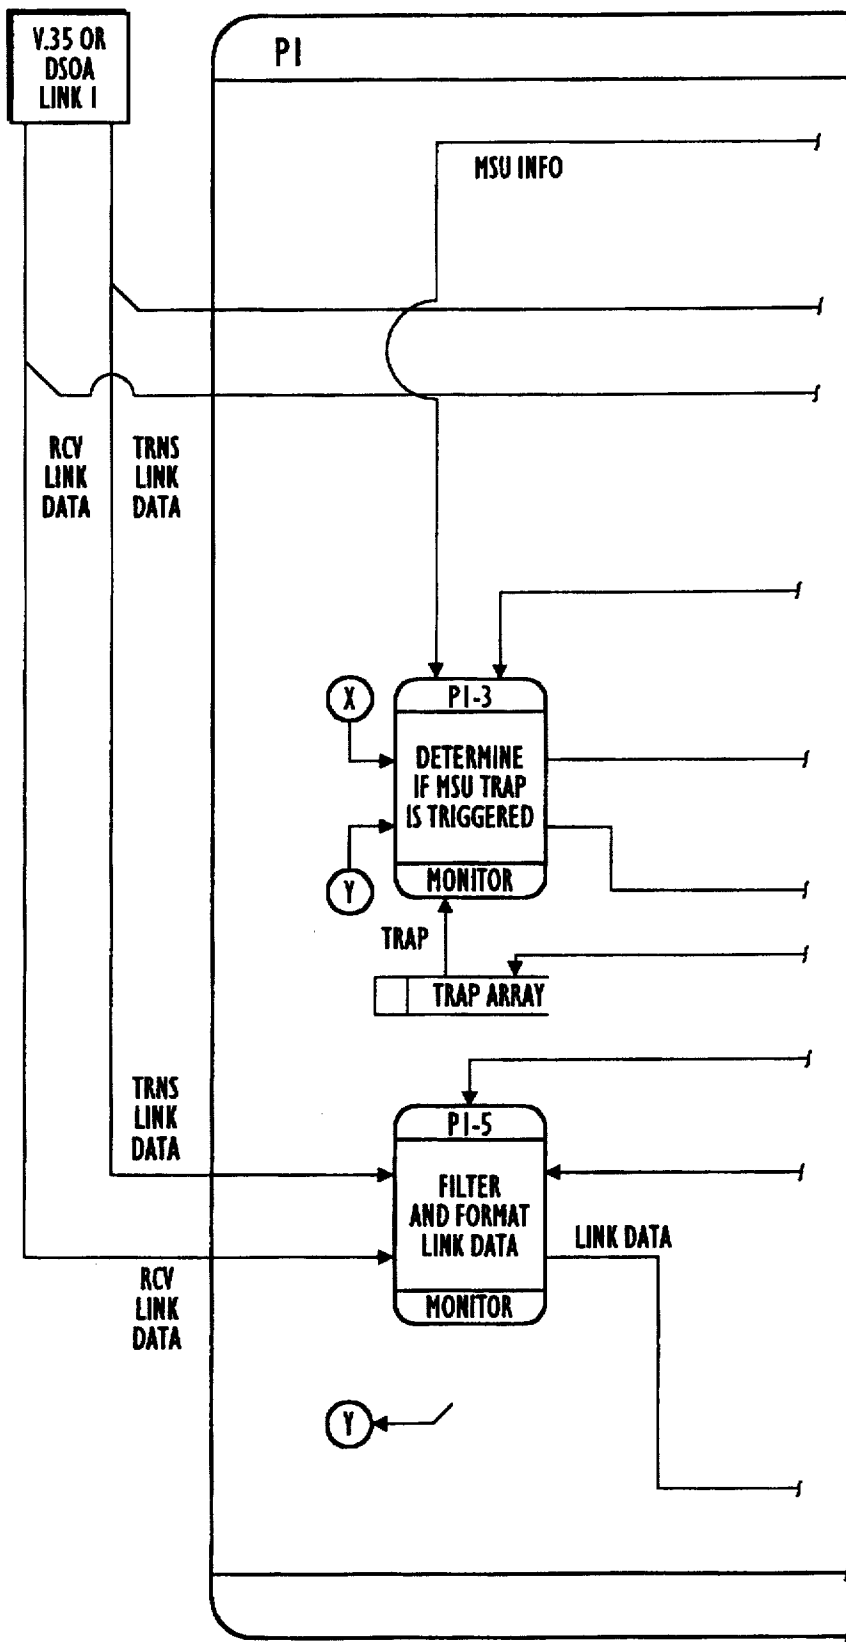 V.35 OR
DSOA
LINK 1
P1
MSU INFO
RCV
LINK
DATA
TRNS
LINK
DATA
X
P1-3
DETERMINE
IF MSU TRAP
IS TRIGGERED
MONITOR
Y
TRAP
TRAP ARRAY
TRNS
LINK
DATA
P1-5
FILTER
AND FORMAT
LINK DATA
MONITOR
LINK DATA
RCV
LINK
DATA
Y